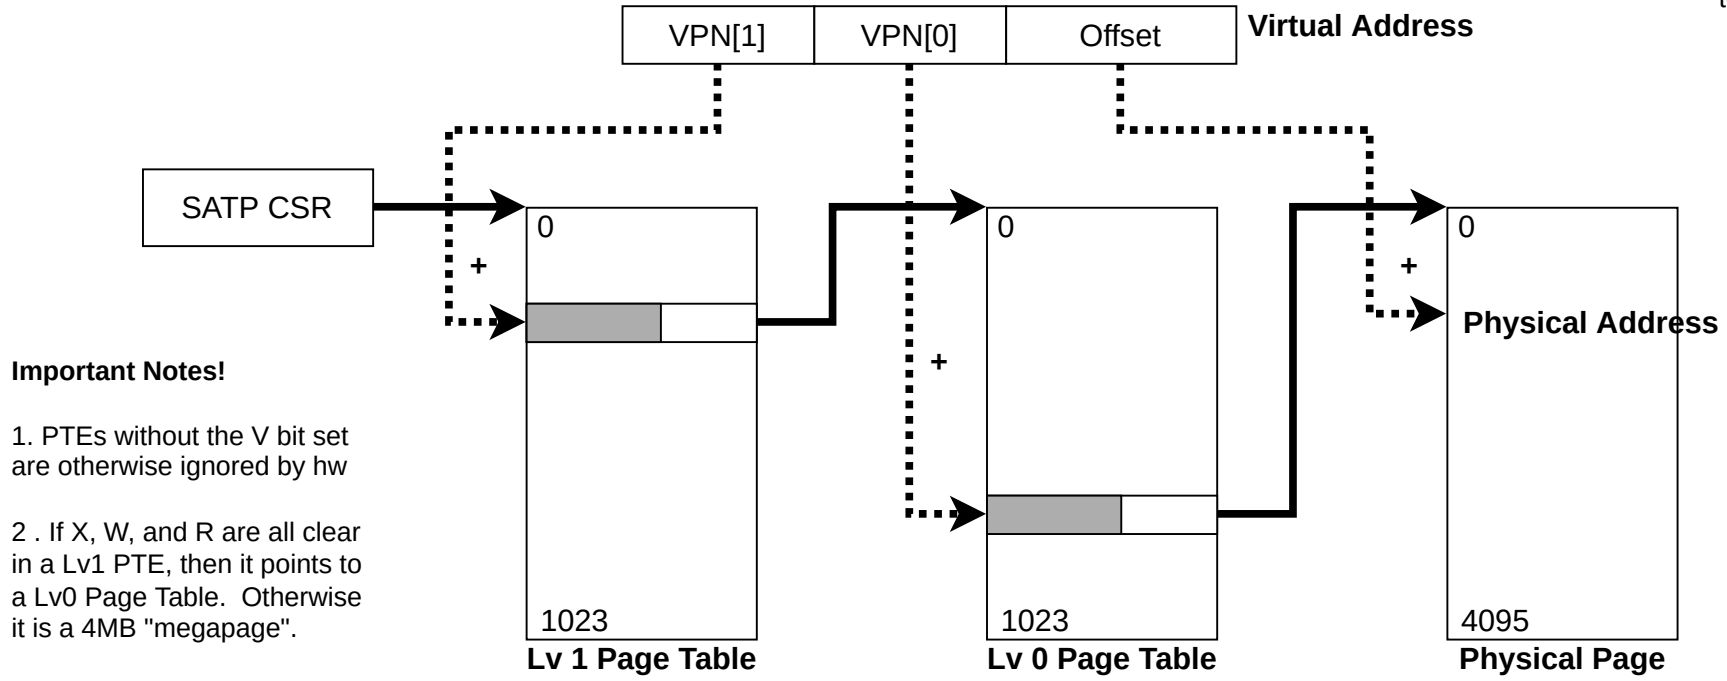 VPN[1] VPN[0] Offset Virtual Address
SATP CSR
0 0 0
+ +
Physical Address
+
Important Notes!
1. PTEs without the V bit set
are otherwise ignored by hw
2 . If X, W, and R are all clear
in a Lv1 PTE, then it points to
a Lv0 Page Table. Otherwise
it is a 4MB "megapage".
1023 1023 4095
Lv 1 Page Table Lv 0 Page Table Physical Page